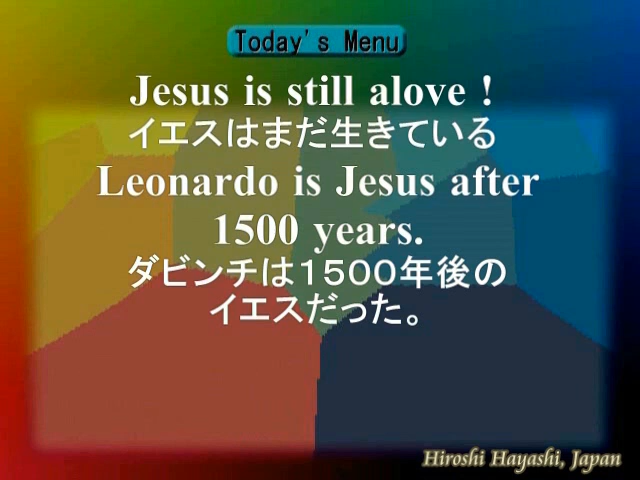 Today's Menu
Jesus is still alove !
イエスはまだ生きている
Leonardo is Jesus after
1500 years.
ダビンチは１５００年後の
イエスだった。
Hiroshi Hayashi, Japan